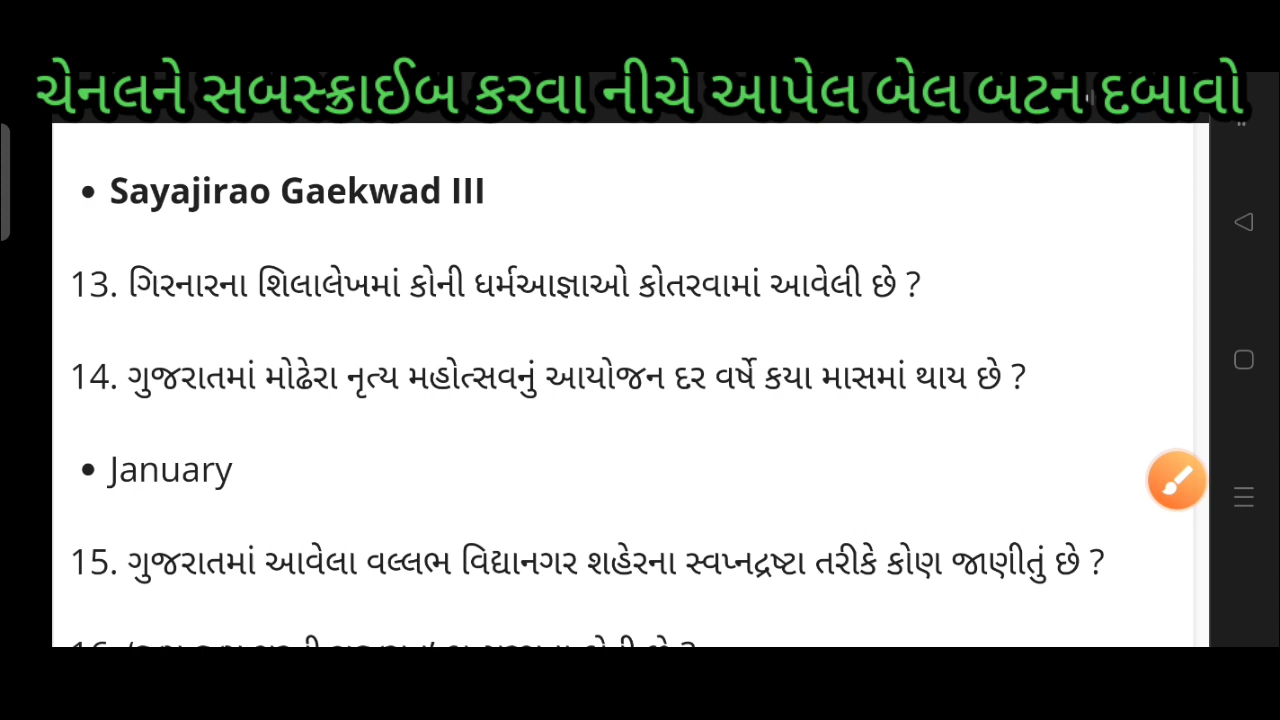 ચેનલને સબસ્ક્રાઈબ કરવા નીચે આપેલ બેલ બટન દબાવો
• Sayajirao Gaekwad III
13. ગિરનારના શિલાલેખમાં કોની ધર્મઆજ્ઞાઓ કોતરવામાં આવેલી છે ?
14. ગુજરાતમાં મોઢેરા નૃત્ય મહોત્સવનું આયોજન દર વર્ષે કયા માસમાં થાય છે ?
• January
15. ગુજરાતમાં આવેલા વલ્લભ વિદ્યાનગર શહેરના સ્વપ્નદ્રષ્ટા તરીકે કોણ જાણીતું છે ?